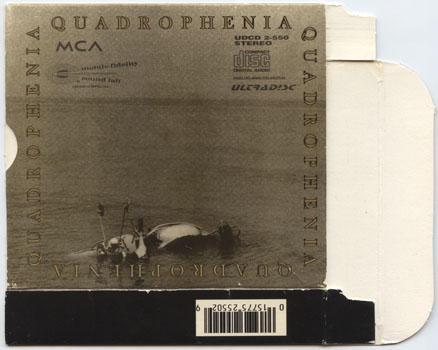 QUADROPHENIA
QUADROPHENIA
QUADROPHENIA
QUADROPHENIA
MCA
mobile fidelity
sound lab
UDCD 2-550
STEREO
COMPACT
disc
DIGITAL AUDIO
ULTRADISC
0 15775 25502 9